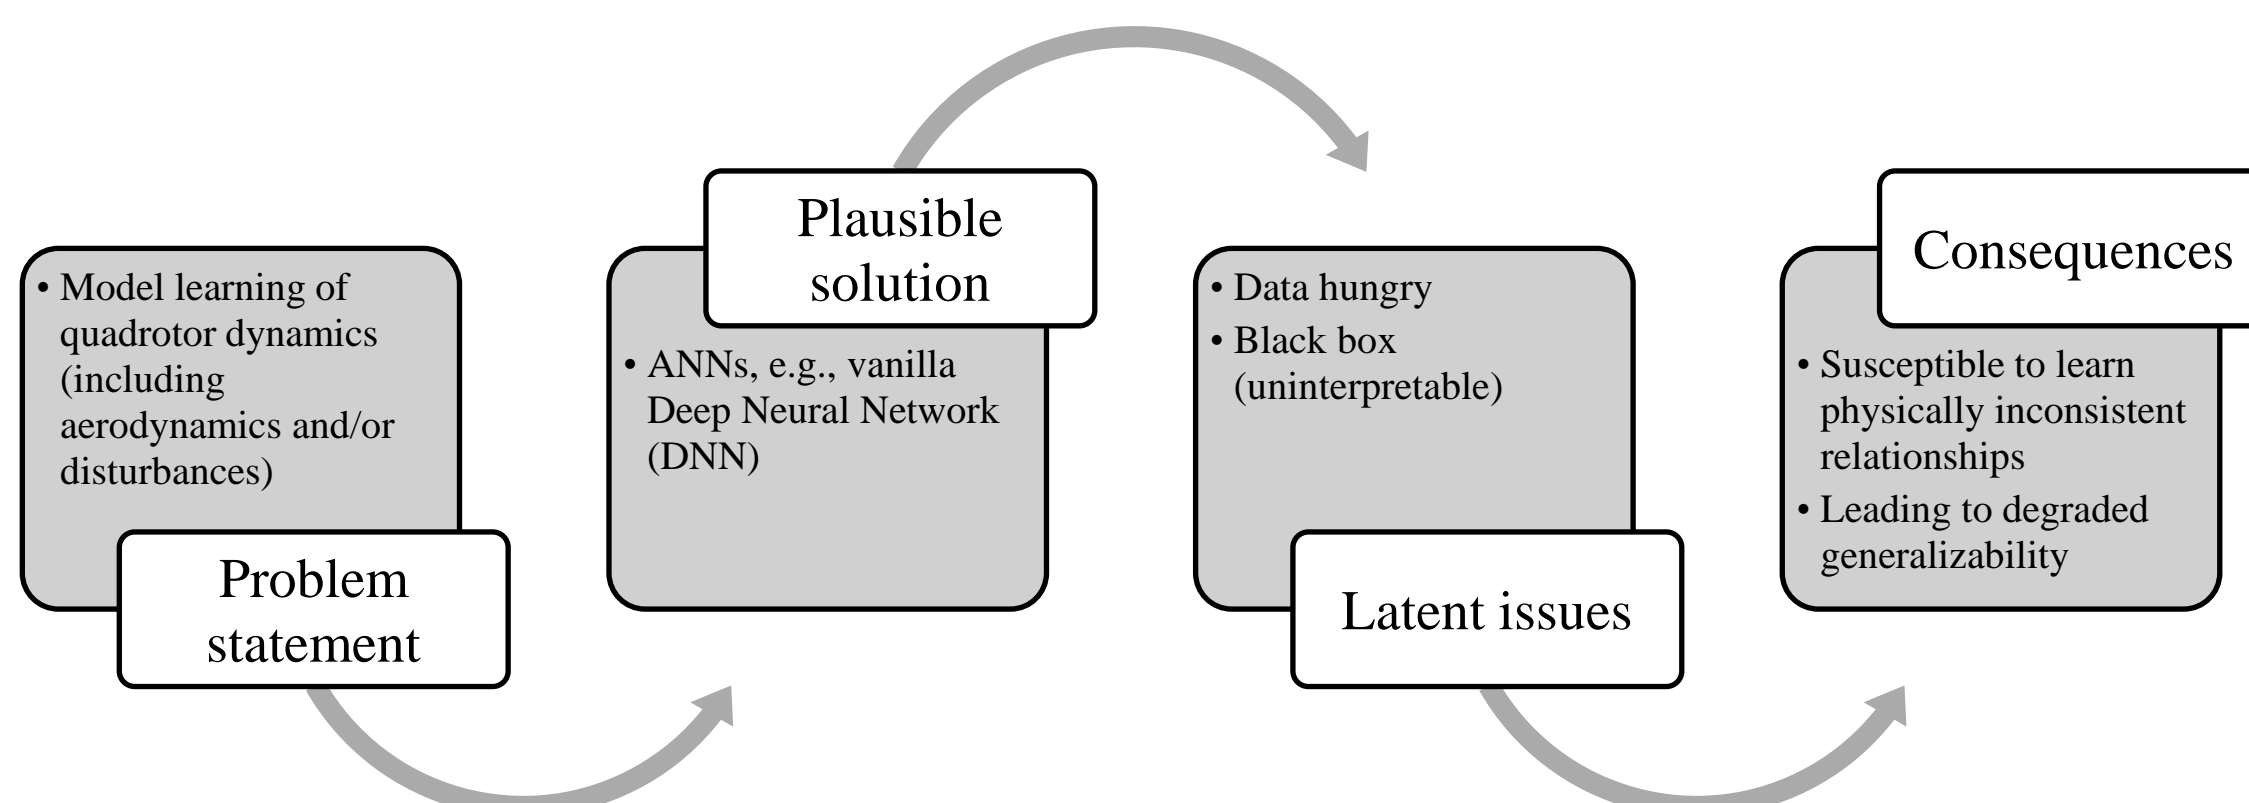 • Model learning of
quadrotor dynamics
(including
aerodynamics and/or
disturbances)
Problem
statement
Plausible
solution
• ANNs, e.g., vanilla
Deep Neural Network
(DNN)
• Data hungry
• Black box
(uninterpretable)
Latent issues
Consequences
• Susceptible to learn
physically inconsistent
relationships
• Leading to degraded
generalizability